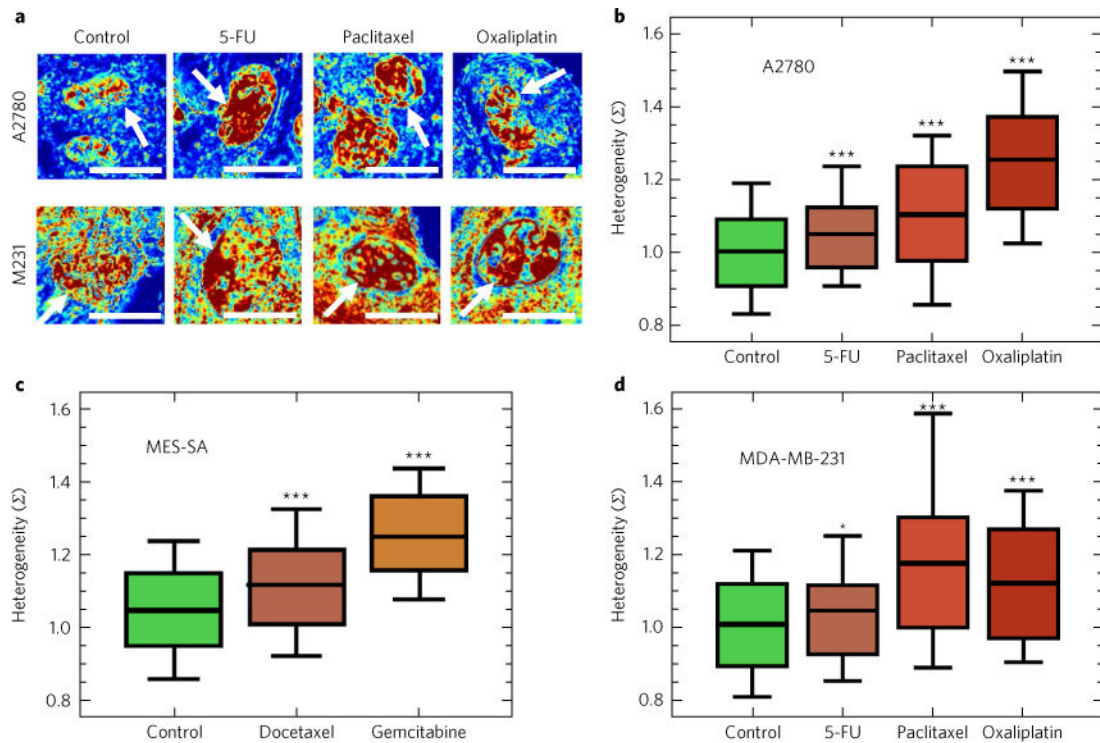 a
Control 5-FU Paclitaxel Oxaliplatin
A2780
M231
b
A2780
Heterogeneity (Σ)
1.6
1.4
1.2
1.0
0.8
***
***
***
Control 5-FU Paclitaxel Oxaliplatin
c
MES-SA
Heterogeneity (Σ)
1.6
1.4
1.2
1.0
0.8
***
***
Control Docetaxel Gemcitabine
d
MDA-MB-231
Heterogeneity (Σ)
1.6
1.4
1.2
1.0
0.8
*
***
***
Control 5-FU Paclitaxel Oxaliplatin